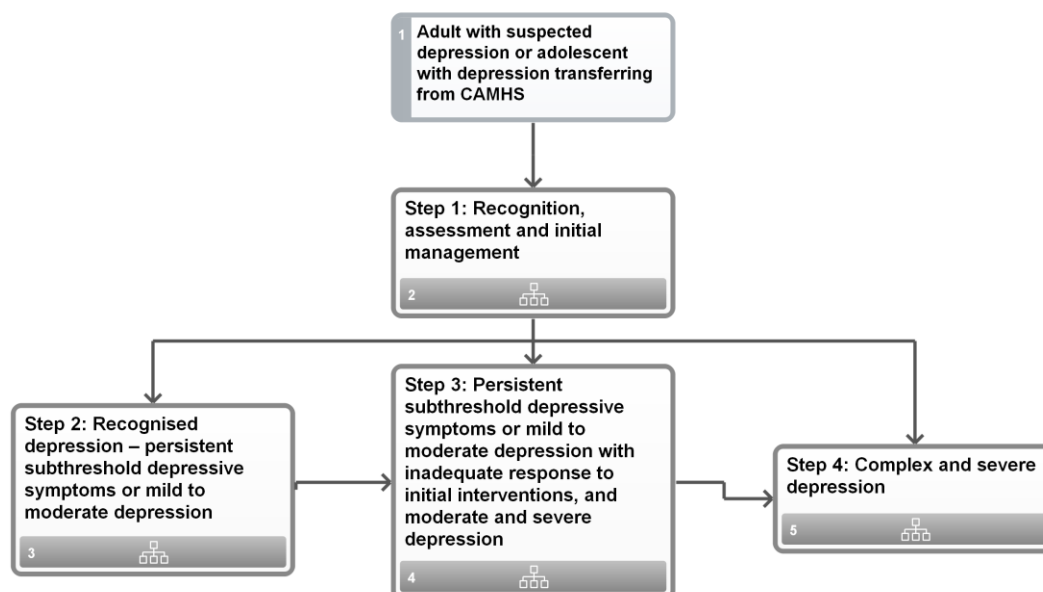 1
Adult with suspected
depression or adolescent
with depression transferring
from CAMHS
Step 1: Recognition,
assessment and initial
management
2
Step 2: Recognised
depression – persistent
subthreshold depressive
symptoms or mild to
moderate depression
3
Step 3: Persistent
subthreshold depressive
symptoms or mild to
moderate depression with
inadequate response to
initial interventions, and
moderate and severe
depression
4
Step 4: Complex and severe
depression
5